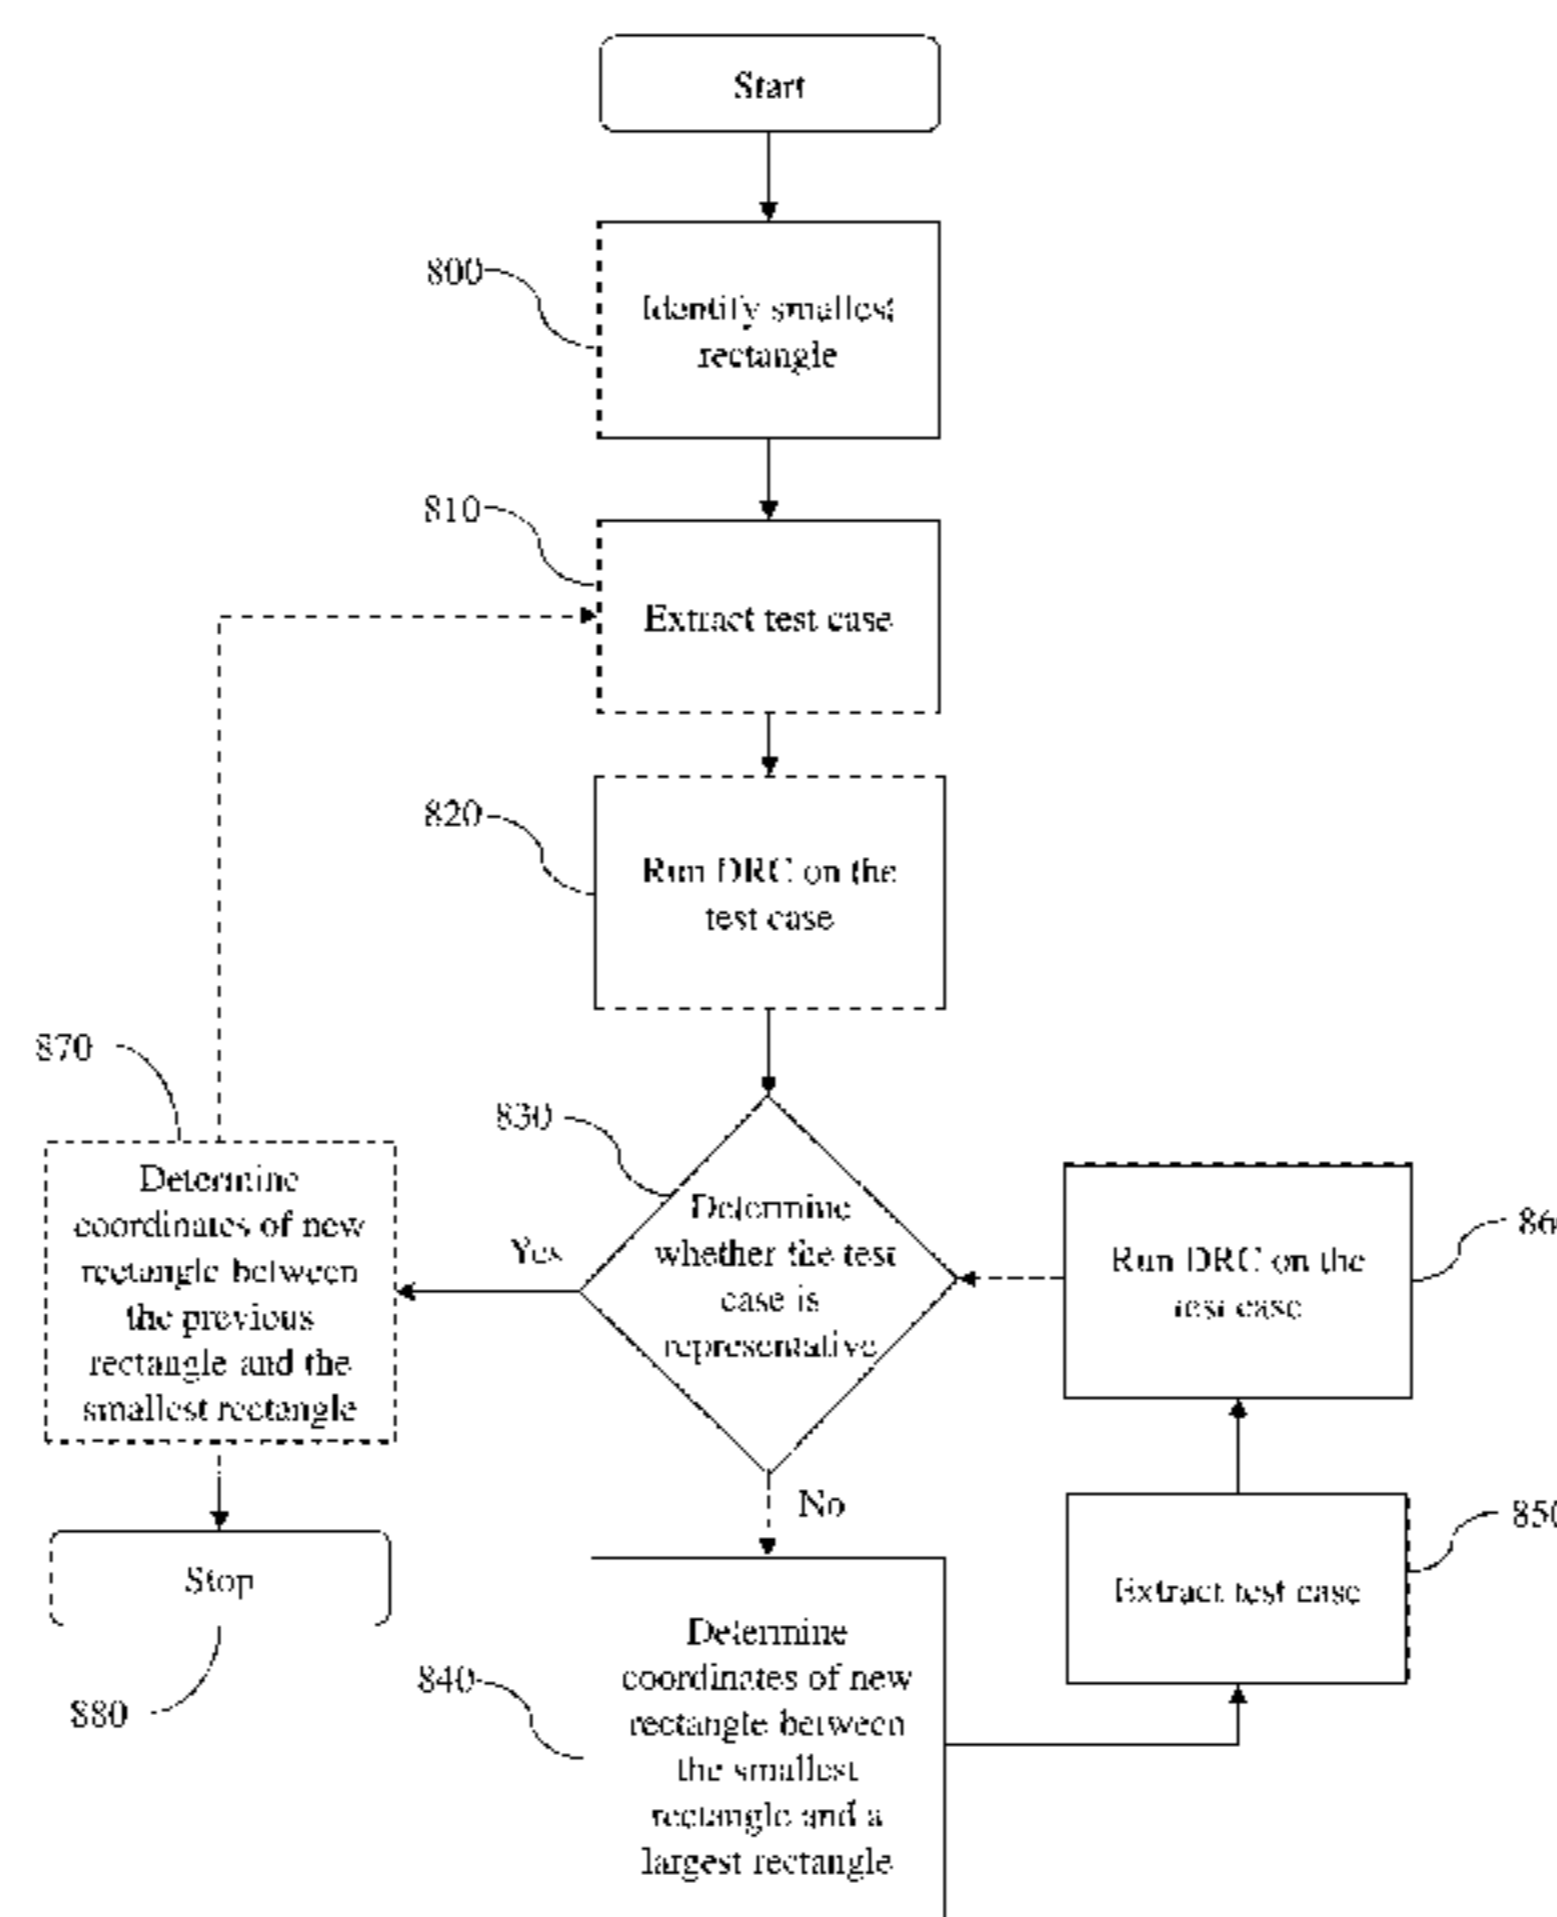 Start
800
Identify smallest
rectangle
810
Extract test case
820
Run DRC on the
test case
870
830
Determine
coordinates of new
rectangle between
the previous
rectangle and the
smallest rectangle
Yes
Determine
whether the test
case is
representative
Run DRC on the
test case
86
No
Stop
880
Extract test case
850
840
Determine
coordinates of new
rectangle between
the smallest
rectangle and a
largest rectangle